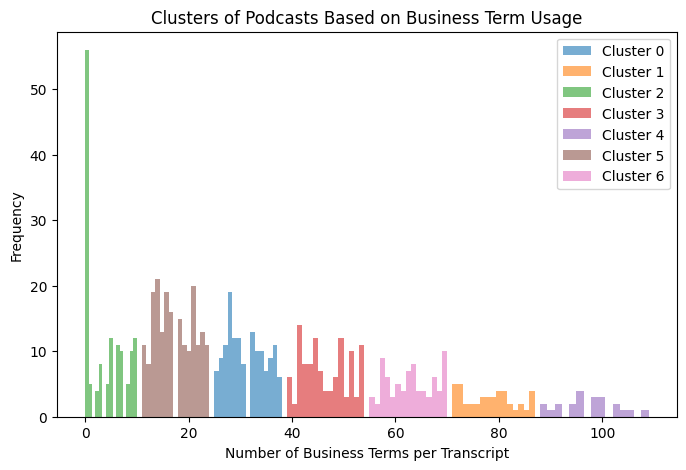 Clusters of Podcasts Based on Business Term Usage
Cluster 0
Cluster 1
Cluster 2
Cluster 3
Cluster 4
Cluster 5
Cluster 6
Frequency
50
40
30
20
10
0
0 20 40 60 80 100
Number of Business Terms per Transcript